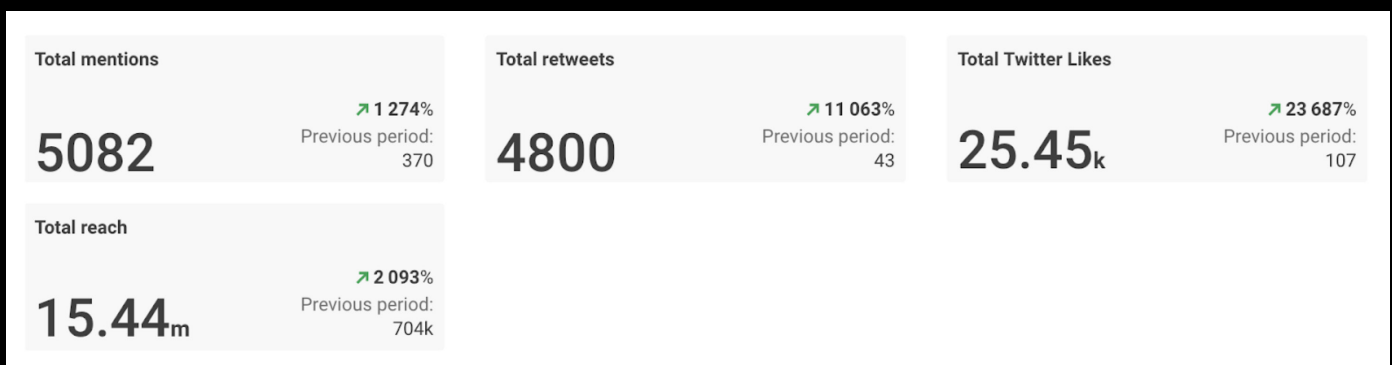 Total mentions
1 274%
Previous period:
5082
370
Total retweets
11 063%
Previous period:
4800
43
Total Twitter Likes
23 687%
Previous period:
25.45k
107
Total reach
2 093%
Previous period:
15.44m
704k